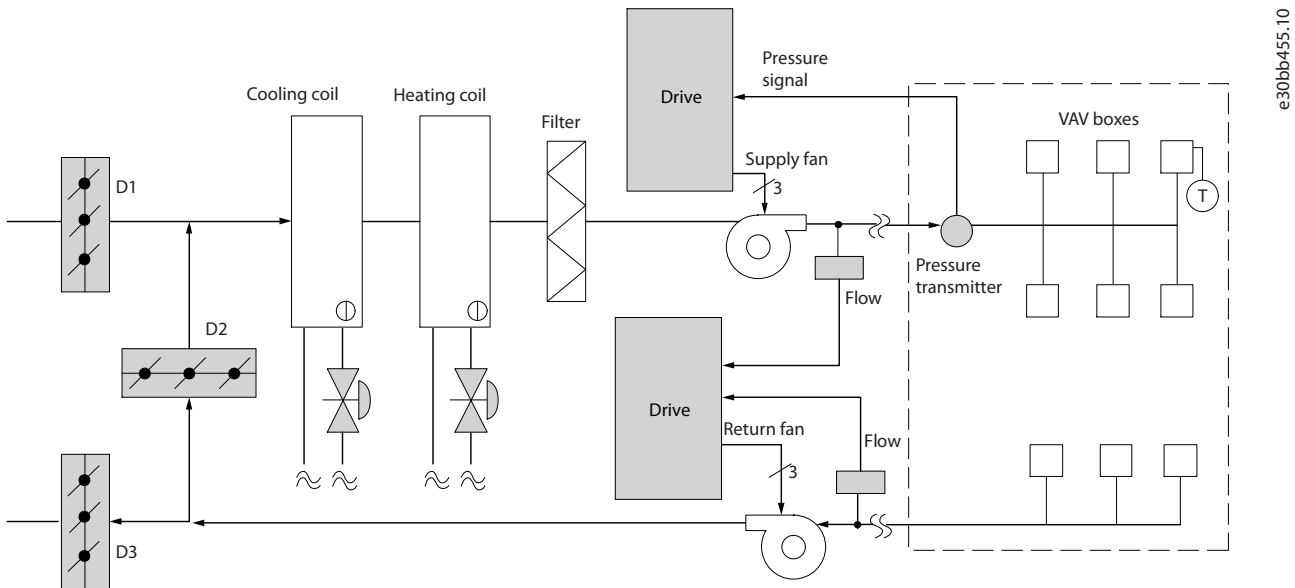 e30bb455.10
Drive
Pressure
signal
Cooling coil
Heating coil
VAV boxes
Filter
Supply fan
D1
3
T
Pressure
transmitter
Flow
D2
Drive
Return fan
Flow
3
D3